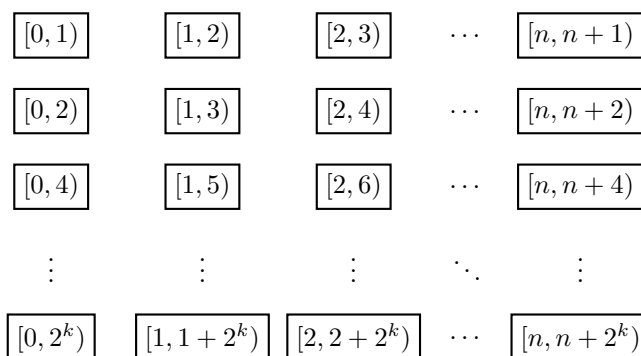 [0, 1) [1, 2) [2, 3) ⋯ [n, n + 1)
[0, 2) [1, 3) [2, 4) ⋯ [n, n + 2)
[0, 4) [1, 5) [2, 6) ⋯ [n, n + 4)
⋮ ⋮ ⋮ ⋱ ⋮
[0, 2^k) [1, 1 + 2^k) [2, 2 + 2^k) ⋯ [n, n + 2^k)